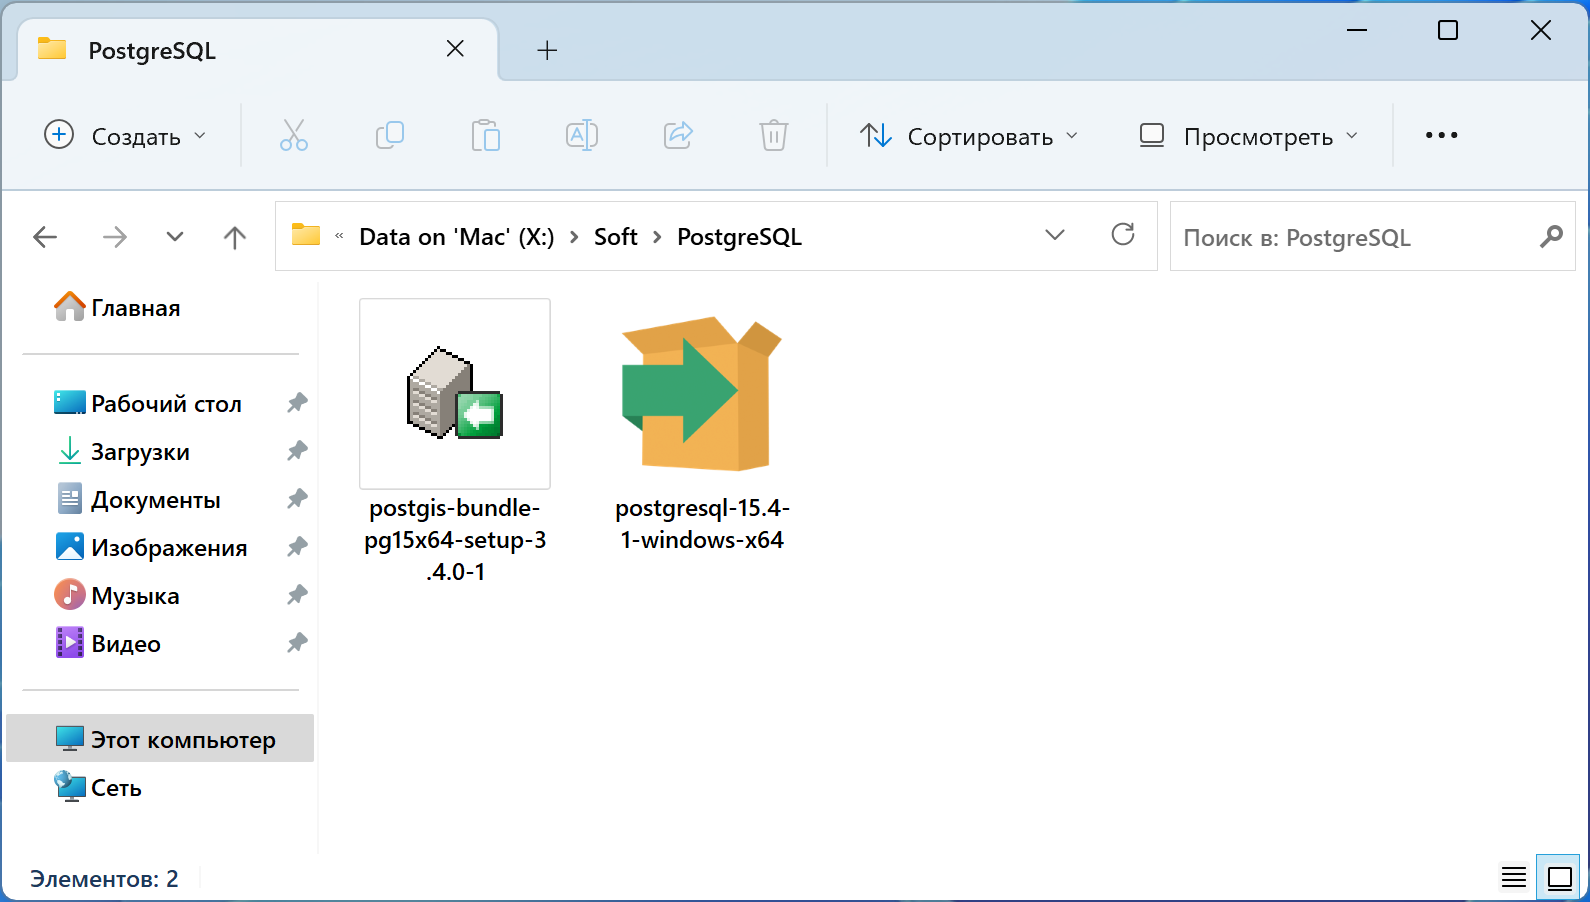 PostgreSQL
Создать
Сортировать
Просмотреть
« Data on 'Mac' (X:) > Soft > PostgreSQL
Поиск в: PostgreSQL
Главная
Рабочий стол
Загрузки
Документы
Изображения
Музыка
Видео
Этот компьютер
Сеть
postgis-bundle-
pg15x64-setup-3
.4.0-1
postgresql-15.4-
1-windows-x64
Элементов: 2